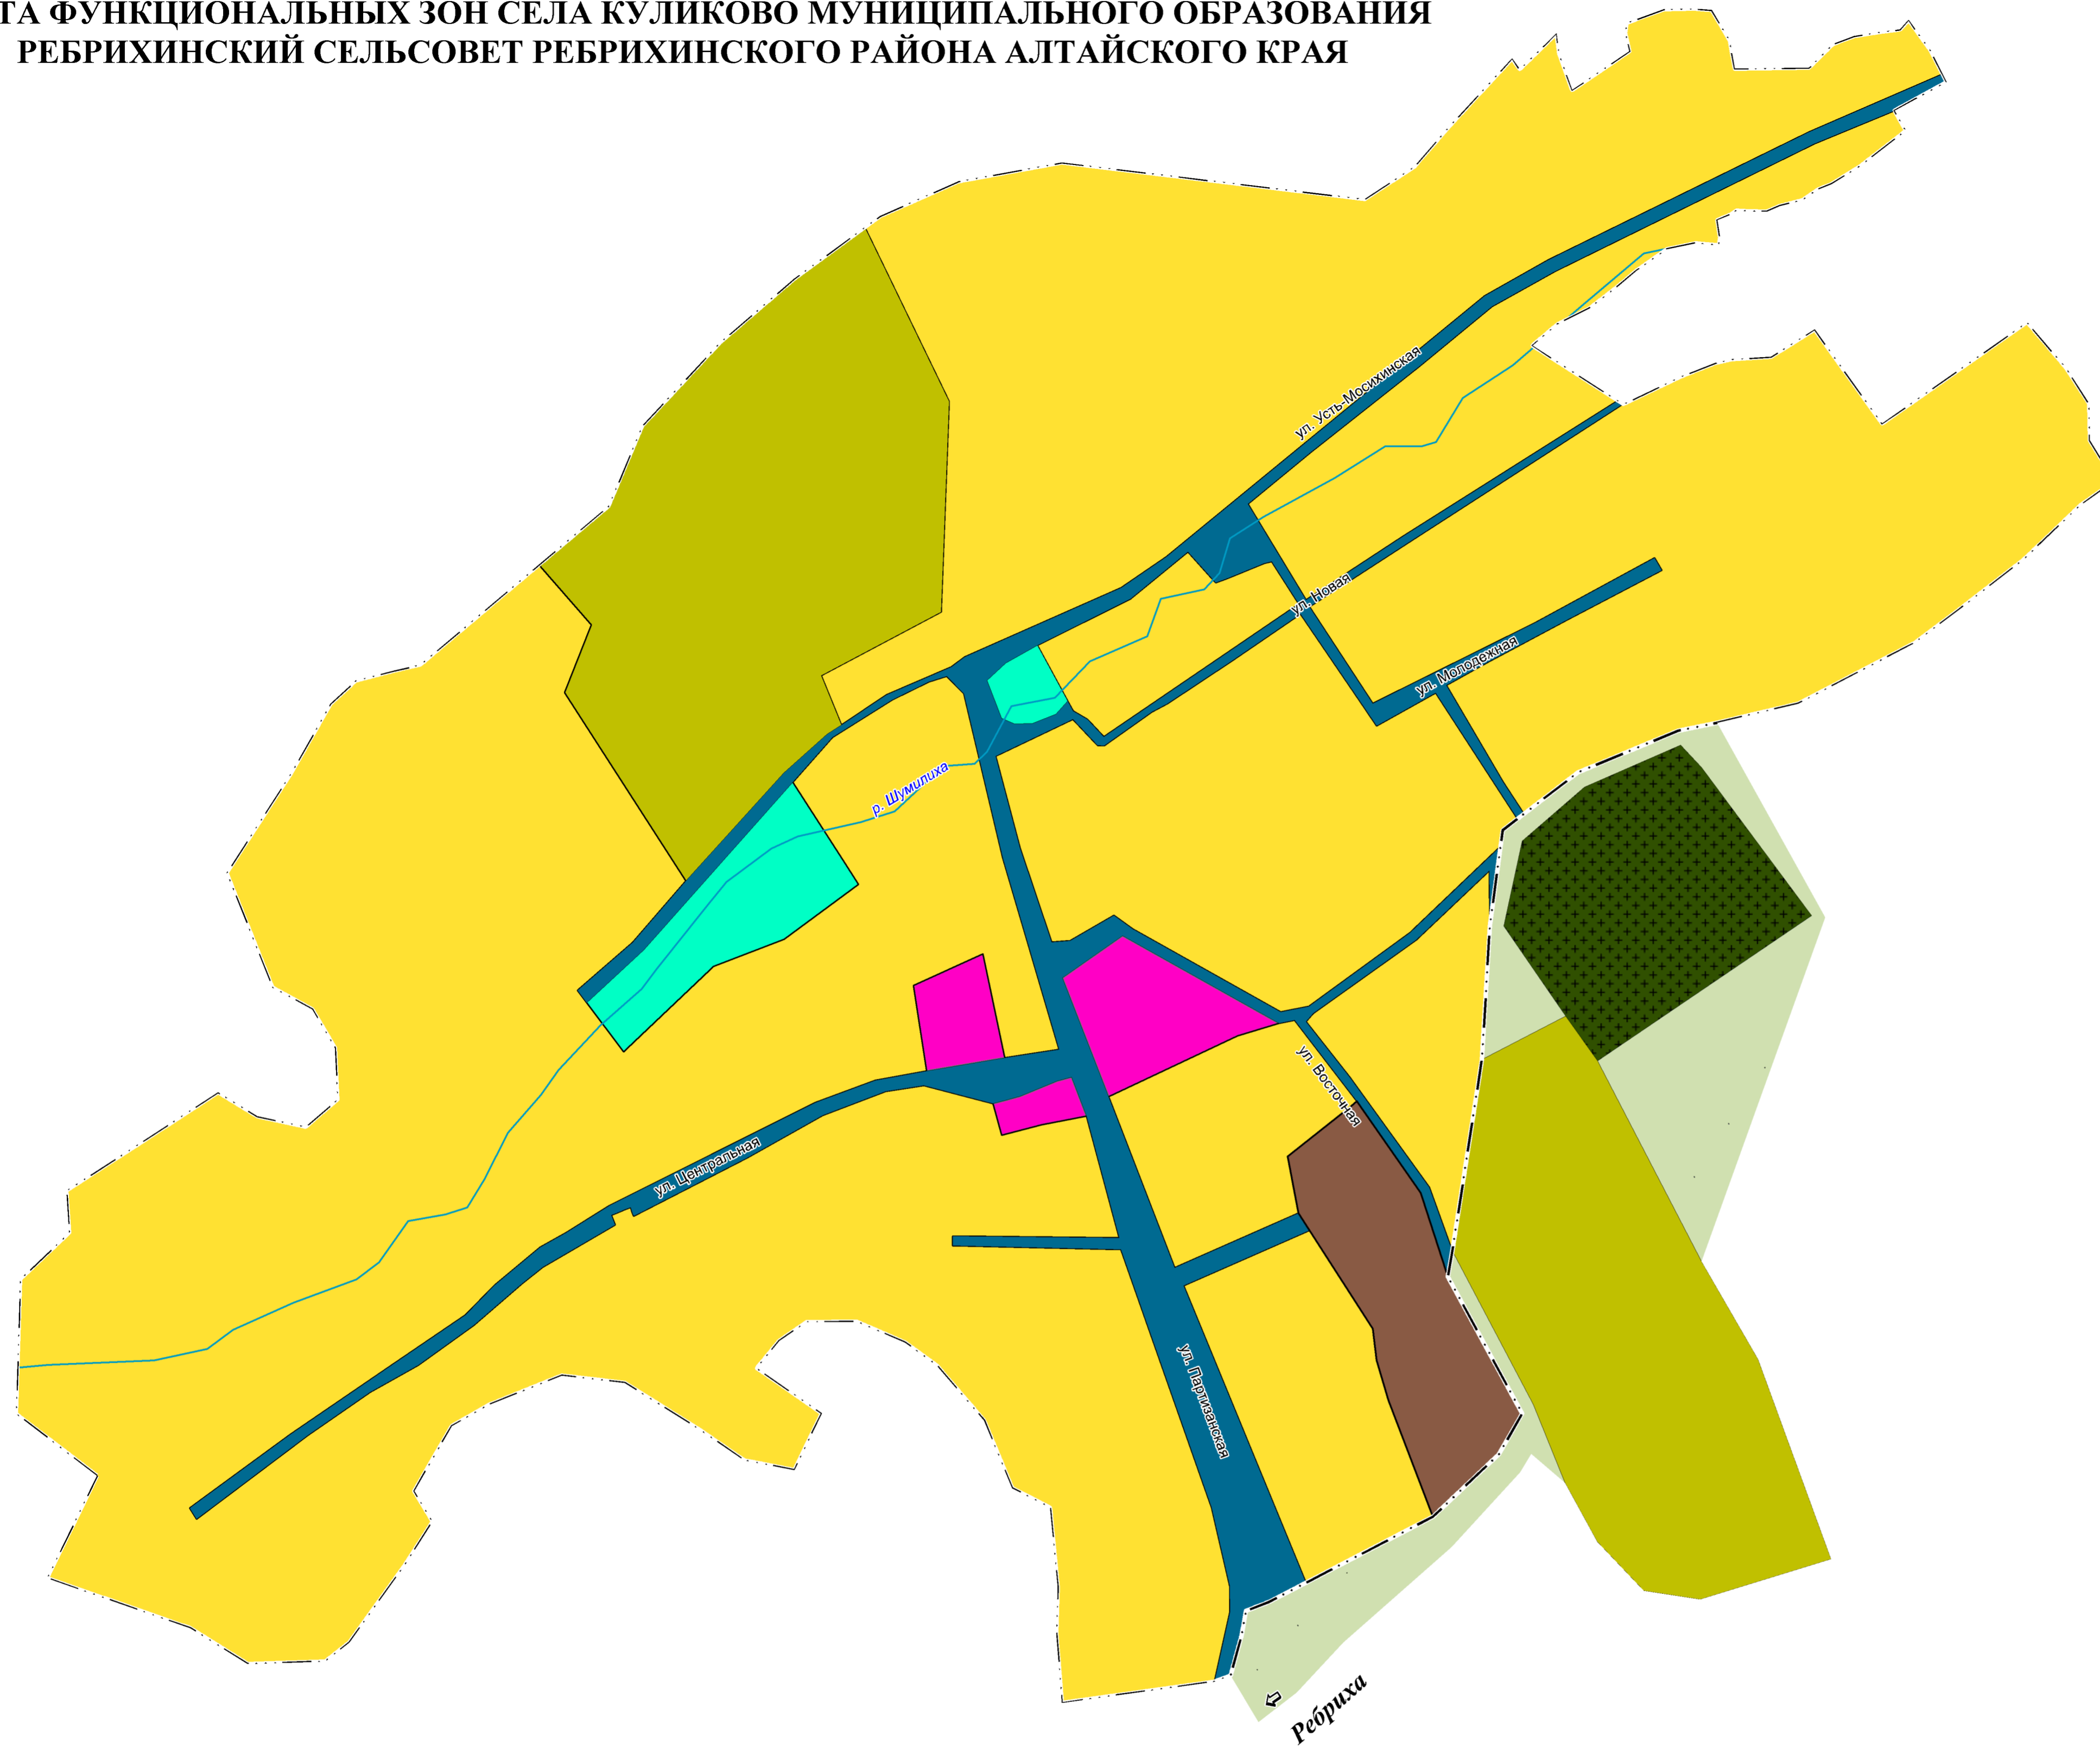 ТА ФУНКЦИОНАЛЬНЫХ ЗОН СЕЛА КУЛИКОВО МУНИЦИПАЛЬНОГО ОБРАЗОВАНИЯ
РЕБРИХИНСКИЙ СЕЛЬСОВЕТ РЕБРИХИНСКОГО РАЙОНА АЛТАЙСКОГО КРАЯ
ул. Усть-Мосихинская
ул. Новая
ул. Молодежная
р. Шумилиха
ул. Восточная
ул. Центральная
ул. Партизанская
Ребриха